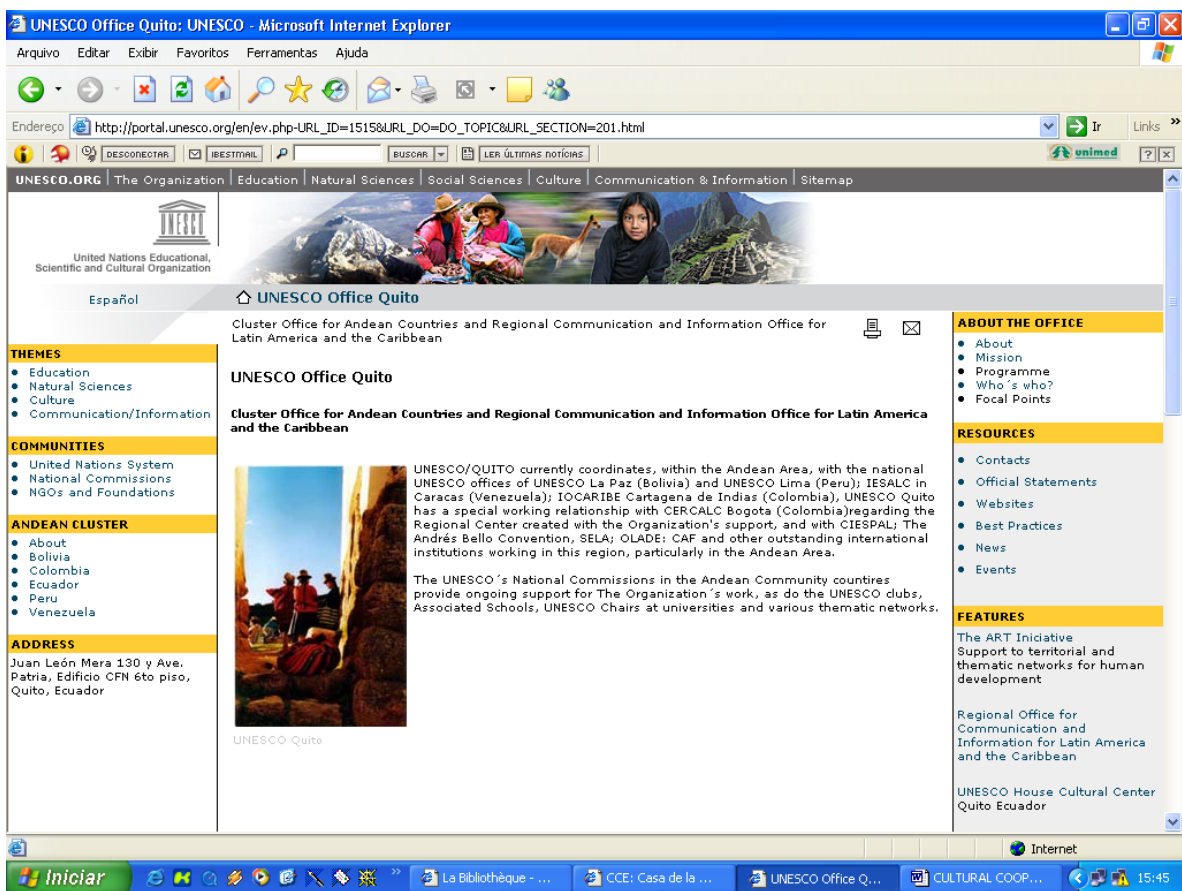 UNESCO Office Quito: UNESCO - Microsoft Internet Explorer
Arquivo Editar Exibir Favoritos Ferramentas Ajuda
Endereço http://portal.unesco.org/en/ev.php-URL_ID=1515&URL_DO=DO_TOPIC&URL_SECTION=201.html Ir Links »
DESCONECTAR IBESTMAIL BUSCAR LER ÚLTIMAS NOTÍCIAS unimed ? x
UNESCO.ORG | The Organization | Education | Natural Sciences | Social Sciences | Culture | Communication & Information | Sitemap
UNESCO
United Nations Educational,
Scientific and Cultural Organization
Español
UNESCO Office Quito
Cluster Office for Andean Countries and Regional Communication and Information Office for
Latin America and the Caribbean
THEMES
Education
Natural Sciences
Culture
Communication/Information
COMMUNITIES
United Nations System
National Commissions
NGOs and Foundations
ANDEAN CLUSTER
About
Bolivia
Colombia
Ecuador
Peru
Venezuela
ADDRESS
Juan León Mera 130 y Ave.
Patria, Edificio CFN 6to piso,
Quito, Ecuador
UNESCO Office Quito
Cluster Office for Andean Countries and Regional Communication and Information Office for Latin America
and the Caribbean
UNESCO/QUITO currently coordinates, within the Andean Area, with the national
UNESCO offices of UNESCO La Paz (Bolivia) and UNESCO Lima (Peru); IESALC in
Caracas (Venezuela); IOCARIBE Cartagena de Indias (Colombia), UNESCO Quito
has a special working relationship with CERCALC Bogota (Colombia)regarding the
Regional Center created with the Organization's support, and with CIESPAL; The
Andrés Bello Convention, SELA; OLADE: CAF and other outstanding international
institutions working in this region, particularly in the Andean Area.
The UNESCO´s National Commissions in the Andean Community countires
provide ongoing support for The Organization´s work, as do the UNESCO clubs,
Associated Schools, UNESCO Chairs at universities and various thematic networks.
UNESCO Quito
ABOUT THE OFFICE
About
Mission
Programme
Who´s who?
Focal Points
RESOURCES
Contacts
Official Statements
Websites
Best Practices
News
Events
FEATURES
The ART Iniciative
Support to territorial and
thematic networks for human
development
Regional Office for
Communication and
Information for Latin America
and the Caribbean
UNESCO House Cultural Center
Quito Ecuador
Internet
Iniciar » La Bibliothèque - ... CCE: Casa de la ... UNESCO Office Q... CULTURAL COOP... 15:45